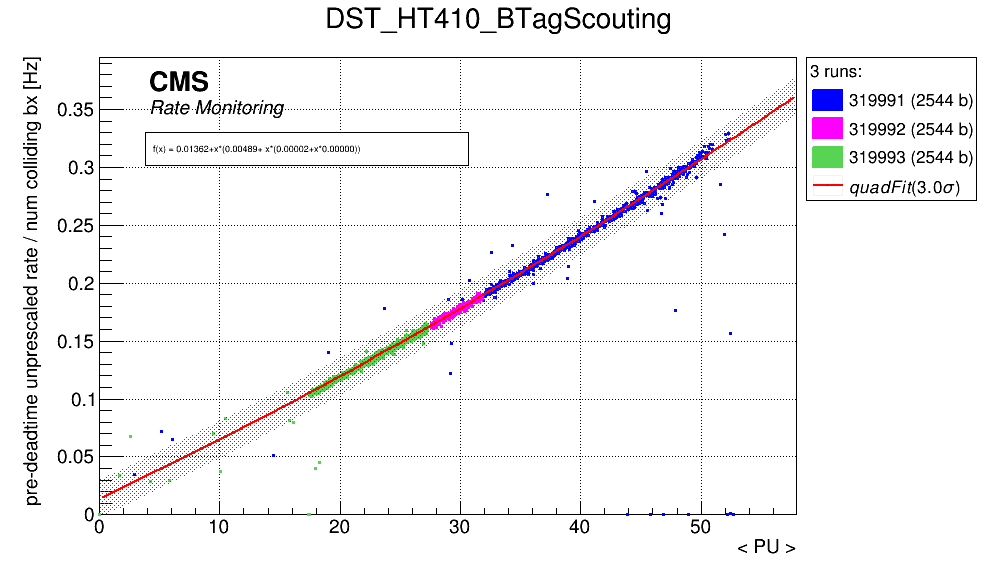 DST_HT410_BTagScouting
pre-deadtime unprescaled rate / num colliding bx [Hz]
CMS
Rate Monitoring
f(x) = 0.01362+x*(0.00489+ x*(0.00002+x*0.00000))
0.35
0.3
0.25
0.2
0.15
0.1
0.05
0
0 10 20 30 40 50
< PU >
3 runs:
319991 (2544 b)
319992 (2544 b)
319993 (2544 b)
quadFit(3.0σ)